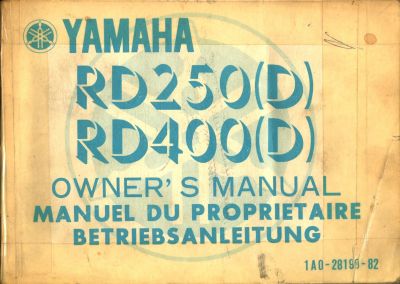 YAMAHA
RD250(D)
RD400(D)
OWNER'S MANUAL
MANUEL DU PROPRIETAIRE
BETRIEBSANLEITUNG
1A0-28199-82